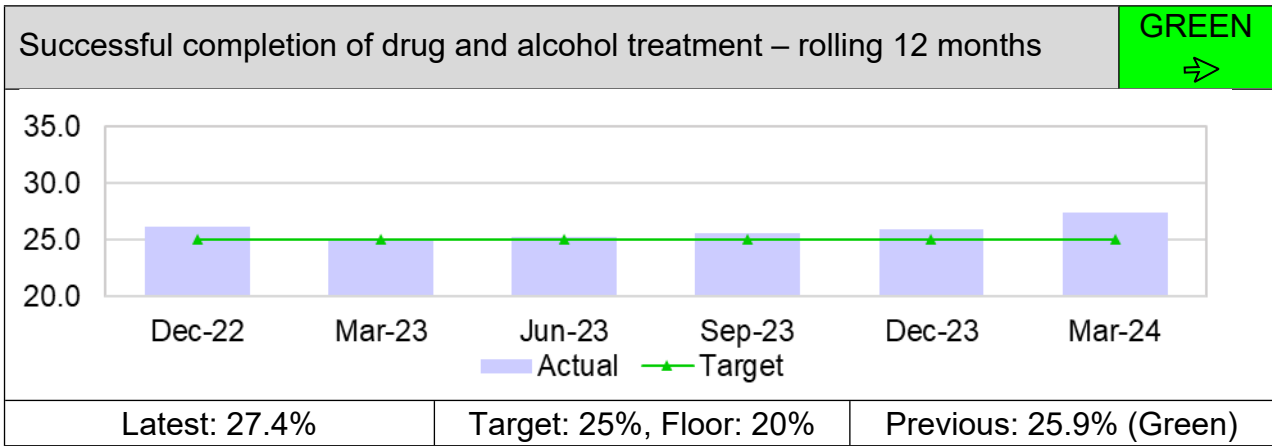 Successful completion of drug and alcohol treatment – rolling 12 months
GREEN
35.0
30.0
25.0
20.0
Dec-22 Mar-23 Jun-23 Sep-23 Dec-23 Mar-24
Actual Target
Latest: 27.4% Target: 25%, Floor: 20% Previous: 25.9% (Green)